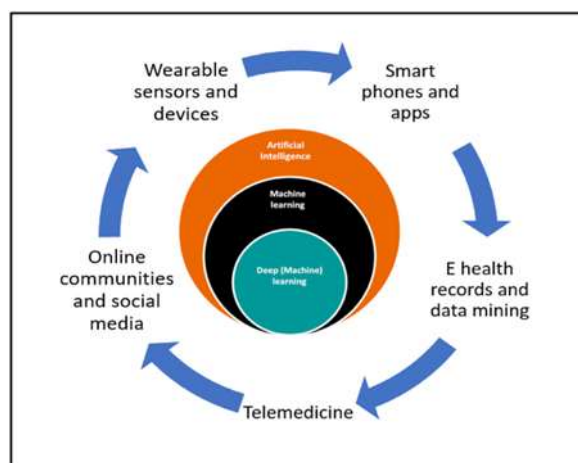 Wearable
sensors and
devices
Smart
phones and
apps
Artificial
Intelligence
Machine
learning
Deep (Machine)
learning
Online
communities
and social
media
E health
records and
data mining
Telemedicine